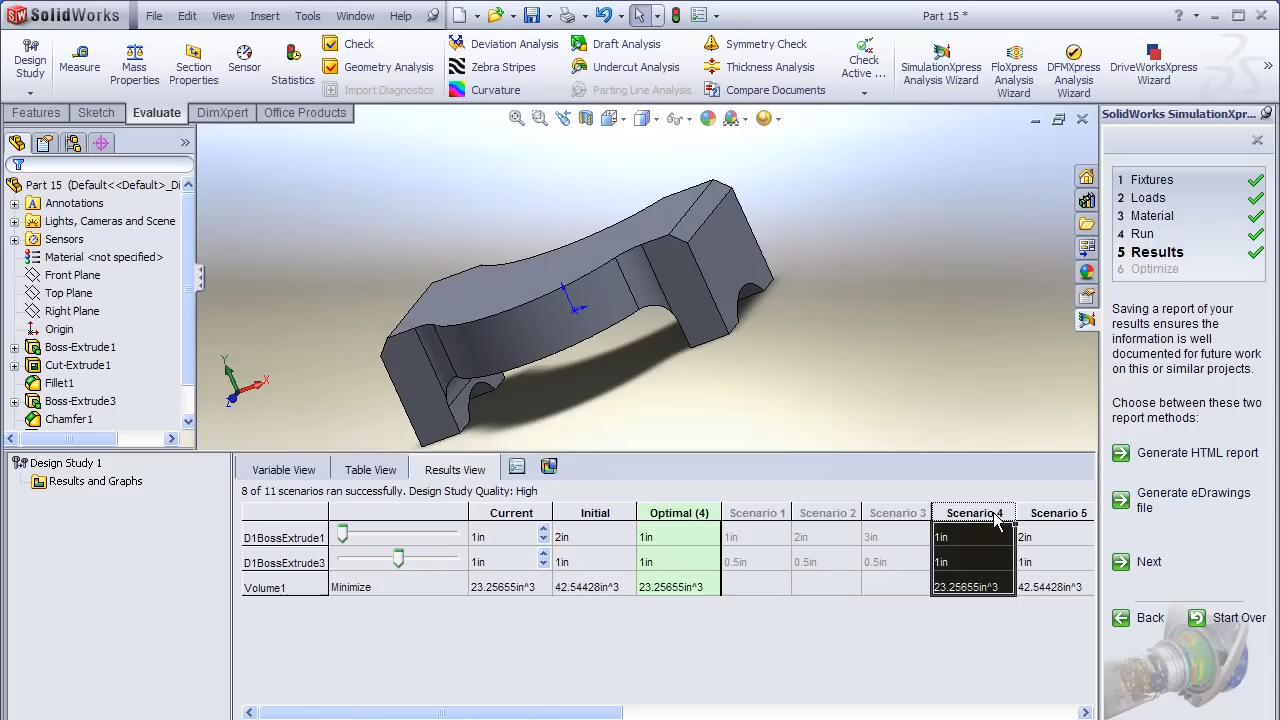 SolidWorks
File Edit View Insert Tools Window Help
Part 15 *
Design Study
Measure
Mass Properties
Section Properties
Sensor
Statistics
Check
Geometry Analysis
Import Diagnostics
Deviation Analysis
Zebra Stripes
Curvature
Draft Analysis
Undercut Analysis
Parting Line Analysis
Symmetry Check
Thickness Analysis
Compare Documents
Check Active ...
SimulationXpress Analysis Wizard
FloXpress Analysis Wizard
DFMXpress Analysis Wizard
DriveWorksXpress Wizard
Features Sketch Evaluate DimXpert Office Products
Part 15 (Default<<Default>_Di
Annotations
Lights, Cameras and Scene
Sensors
Material <not specified>
Front Plane
Top Plane
Right Plane
Origin
Boss-Extrude1
Cut-Extrude1
Fillet1
Boss-Extrude3
Chamfer1
Y
X
Z
SolidWorks SimulationXpr...
1 Fixtures
2 Loads
3 Material
4 Run
5 Results
6 Optimize
Saving a report of your
results ensures the
information is well
documented for future work
on this or similar projects.
Choose between these two
report methods:
Generate HTML report
Generate eDrawings
file
Next
Back Start Over
Design Study 1
Results and Graphs
Variable View Table View Results View
8 of 11 scenarios ran successfully. Design Study Quality: High
Current Initial Optimal (4) Scenario 1 Scenario 2 Scenario 3 Scenario 4 Scenario 5
D1BossExtrude1 1in 2in 1in 1in 2in 3in 1in 2in
D1BossExtrude3 1in 1in 1in 0.5in 0.5in 0.5in 1in 1in
Volume1 Minimize 23.25655in^3 42.54428in^3 23.25655in^3 23.25655in^3 42.54428in^3